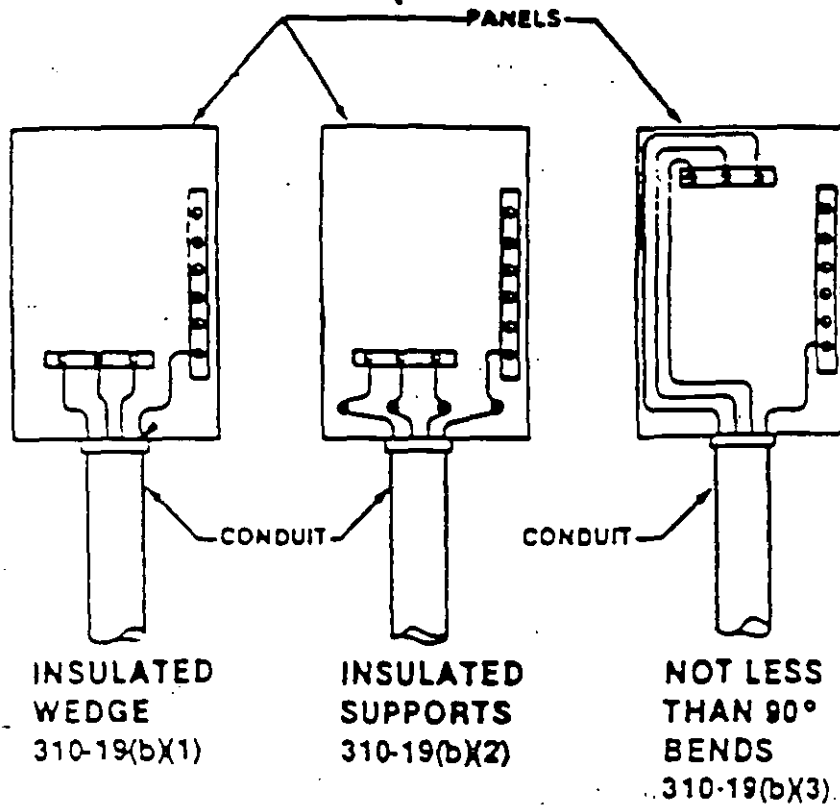 PANELS
CONDUIT
CONDUIT
INSULATED
WEDGE
310-19(b)(1)
INSULATED
SUPPORTS
310-19(b)(2)
NOT LESS
THAN 90°
BENDS
310-19(b)(3)